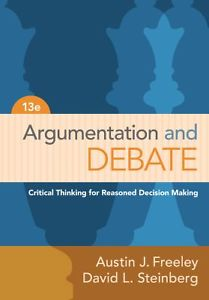 13e
Argumentation and
DEBATE
Critical Thinking for Reasoned Decision Making
Austin J. Freeley
David L. Steinberg